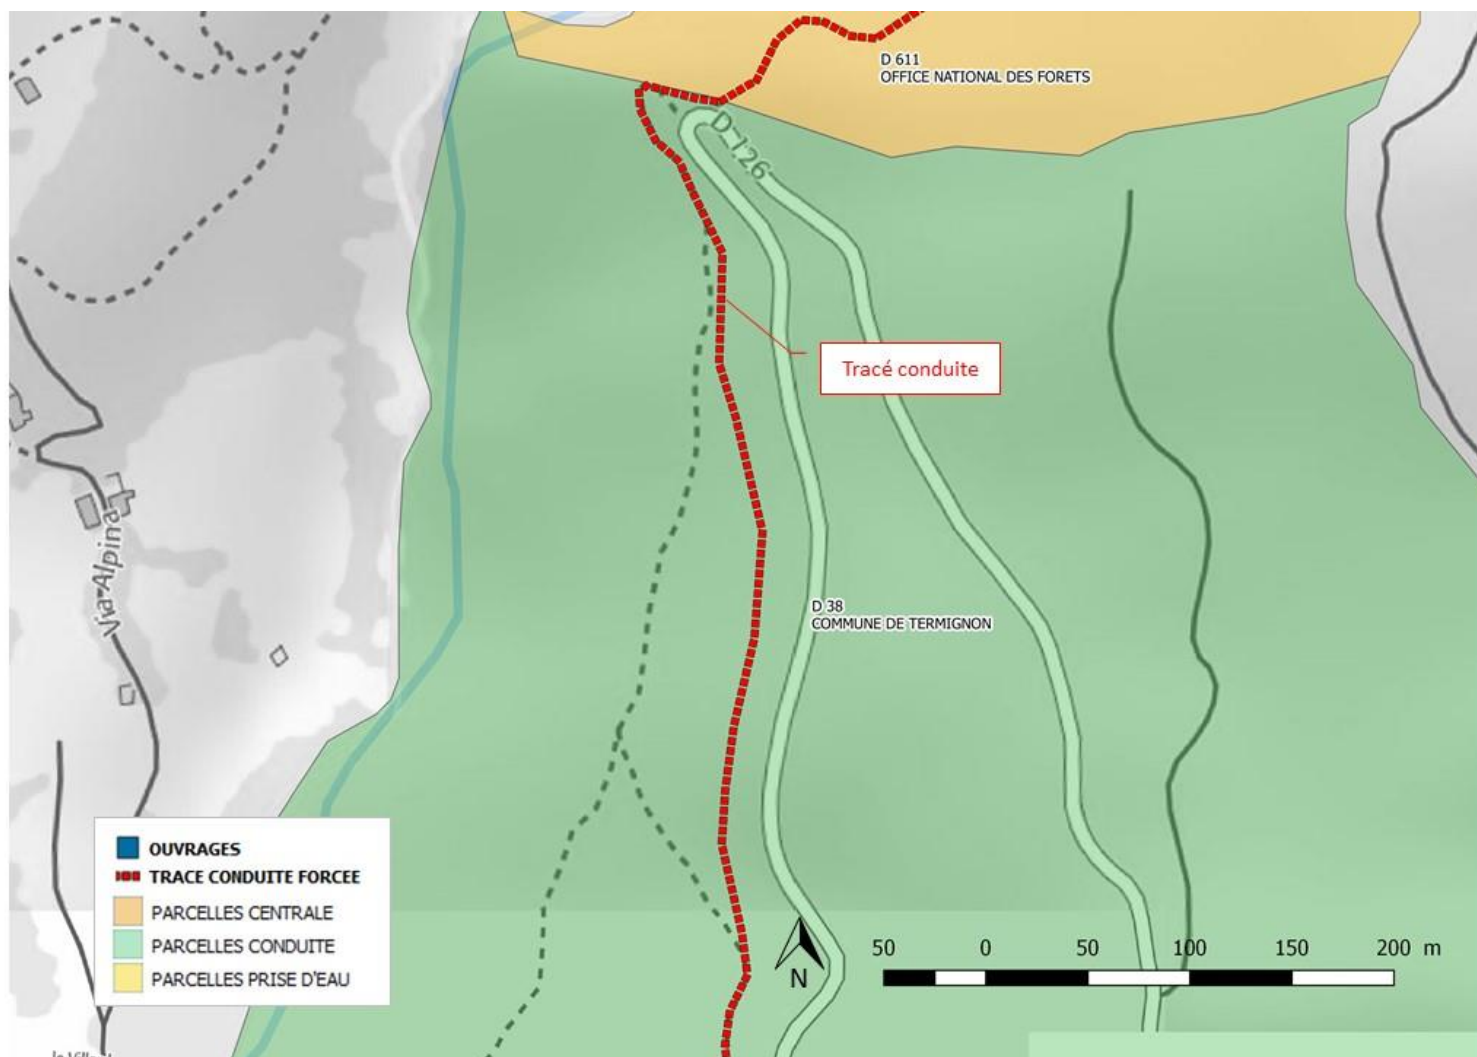 D 611
OFFICE NATIONAL DES FORETS
D 126
Tracé conduite
Via Alpina
D 38
COMMUNE DE TERMIGNON
OUVRAGES
TRACE CONDUITE FORCEE
PARCELLES CENTRALE
PARCELLES CONDUITE
PARCELLES PRISE D'EAU
N
50 0 50 100 150 200 m